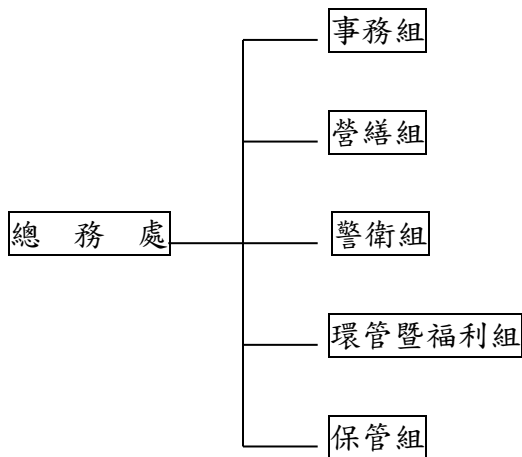 事務組
營繕組
總　務　處
警衛組
環管暨福利組
保管組